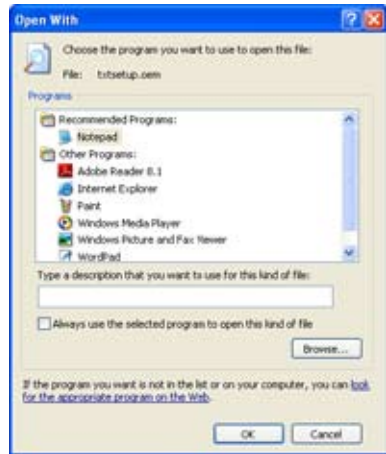 Open With
Choose the program you want to use to open this file:
File: txtsetup.oem
Programs
Recommended Programs:
Notepad
Other Programs:
Adobe Reader 8.1
Internet Explorer
Paint
Windows Media Player
Windows Picture and Fax Viewer
WordPad
Type a description that you want to use for this kind of file:
Always use the selected program to open this kind of file
Browse...
If the program you want is not in the list or on your computer, you can look
for the appropriate program on the Web.
OK Cancel